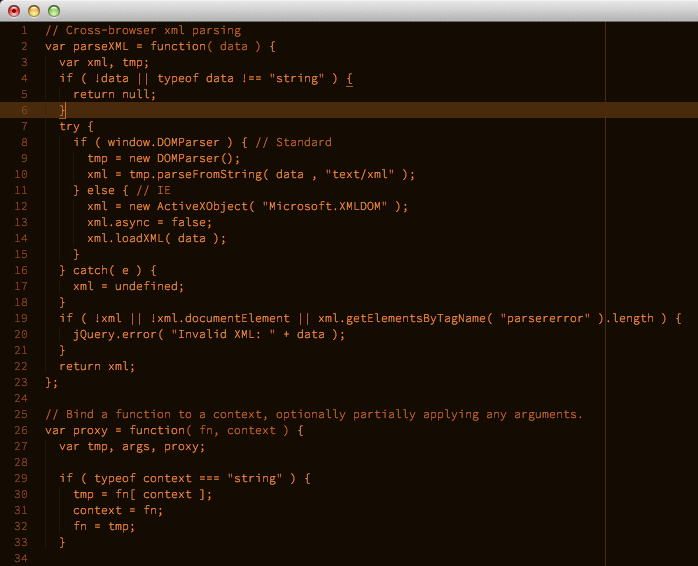 1 // Cross-browser xml parsing
2 var parseXML = function( data ) {
3   var xml, tmp;
4   if ( !data || typeof data !== "string" ) {
5     return null;
6   }
7   try {
8     if ( window.DOMParser ) { // Standard
9       tmp = new DOMParser();
10       xml = tmp.parseFromString( data , "text/xml" );
11     } else { // IE
12       xml = new ActiveXObject( "Microsoft.XMLDOM" );
13       xml.async = false;
14       xml.loadXML( data );
15     }
16   } catch( e ) {
17     xml = undefined;
18   }
19   if ( !xml || !xml.documentElement || xml.getElementsByTagName( "parsererror" ).length ) {
20     jQuery.error( "Invalid XML: " + data );
21   }
22   return xml;
23 };
24
25 // Bind a function to a context, optionally partially applying any arguments.
26 var proxy = function( fn, context ) {
27   var tmp, args, proxy;
28
29   if ( typeof context === "string" ) {
30     tmp = fn[ context ];
31     context = fn;
32     fn = tmp;
33   }
34